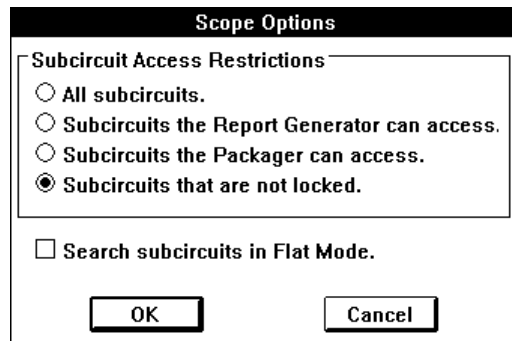 Scope Options
Subcircuit Access Restrictions
All subcircuits.
Subcircuits the Report Generator can access.
Subcircuits the Packager can access.
Subcircuits that are not locked.
Search subcircuits in Flat Mode.
OK Cancel